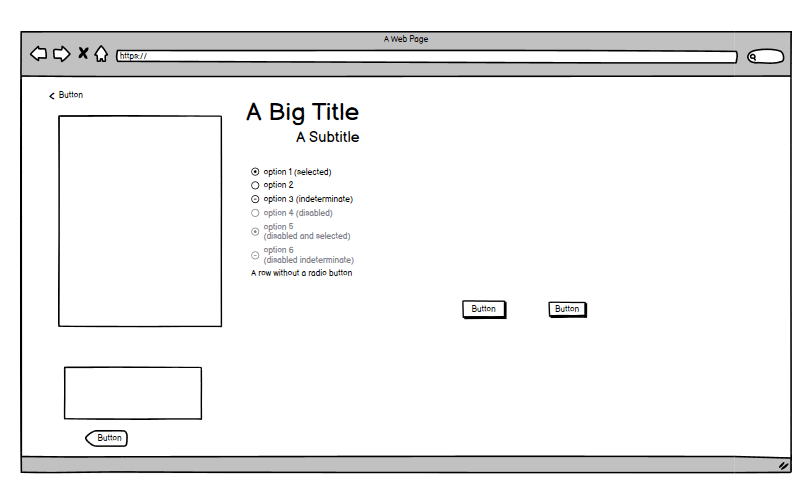 A Web Page
https://
Button
A Big Title
A Subtitle
option 1 (selected)
option 2
option 3 (indeterminate)
option 4 (disabled)
option 5
(disabled and selected)
option 6
(disabled indeterminate)
A row without a radio button
Button
Button
Button